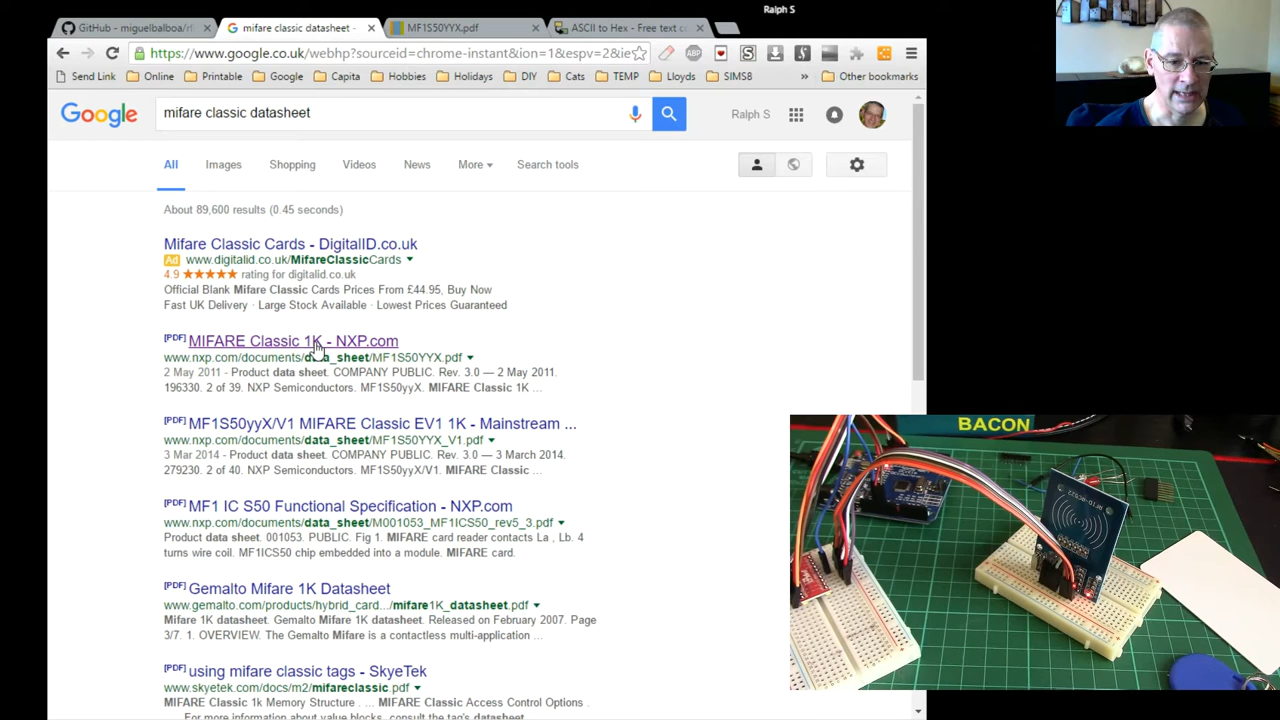 Ralph S
GitHub - miguelbalboa/rf
mifare classic datasheet -
MF1S50YYX.pdf
ASCII to Hex - Free text c
https://www.google.co.uk/webhp?sourceid=chrome-instant&ion=1&espv=2&ie
ABP
Send Link
Online
Printable
Google
Capita
Hobbies
Holidays
DIY
Cats
TEMP
Lloyds
SIMS8
»
Other bookmarks
Google
mifare classic datasheet
Ralph S
All
Images
Shopping
Videos
News
More
Search tools
About 89,600 results (0.45 seconds)
Mifare Classic Cards - DigitalID.co.uk
Ad www.digitalid.co.uk/MifareClassicCards
4.9 ★★★★★ rating for digitalid.co.uk
Official Blank Mifare Classic Cards Prices From £44.95, Buy Now
Fast UK Delivery · Large Stock Available · Lowest Prices Guaranteed
[PDF] MIFARE Classic 1K - NXP.com
www.nxp.com/documents/data_sheet/MF1S50YYX.pdf
2 May 2011 - Product data sheet. COMPANY PUBLIC. Rev. 3.0 — 2 May 2011.
196330. 2 of 39. NXP Semiconductors. MF1S50yyX. MIFARE Classic 1K ...
[PDF] MF1S50yyX/V1 MIFARE Classic EV1 1K - Mainstream ...
www.nxp.com/documents/data_sheet/MF1S50YYX_V1.pdf
3 Mar 2014 - Product data sheet. COMPANY PUBLIC. Rev. 3.0 — 3 March 2014.
279230. 2 of 40. NXP Semiconductors. MF1S50yyX/V1. MIFARE Classic ...
[PDF] MF1 IC S50 Functional Specification - NXP.com
www.nxp.com/documents/data_sheet/M001053_MF1ICS50_rev5_3.pdf
Product data sheet. 001053. PUBLIC. Fig 1. MIFARE card reader contacts La , Lb. 4
turns wire coil. MF1ICS50 chip embedded into a module. MIFARE card.
[PDF] Gemalto Mifare 1K Datasheet
www.gemalto.com/products/hybrid_card.../mifare1K_datasheet.pdf
Mifare 1K datasheet Gemalto Mifare 1K datasheet. Released on February 2007. Page
3/7. 1. OVERVIEW. The Gemalto Mifare is a contactless multi-application ...
[PDF] using mifare classic tags - SkyeTek
www.skyetek.com/docs/m2/mifareclassic.pdf
MIFARE Classic 1k Memory Structure . ... MIFARE Classic Access Control Options .
For more information about value blocks, consult the tag's datasheet
BACON
RFID-RC522